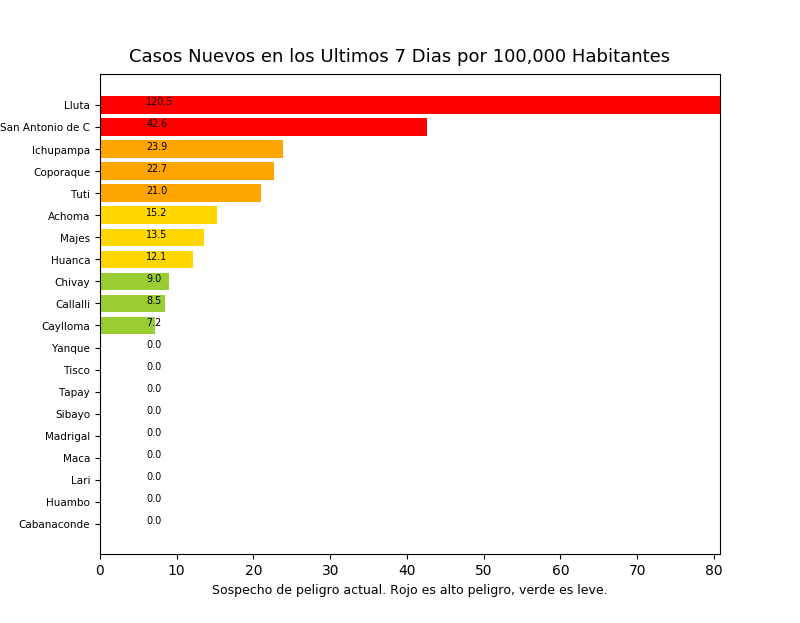 Casos Nuevos en los Ultimos 7 Dias por 100,000 Habitantes
Lluta 120.5
San Antonio de C 42.6
Ichupampa 23.9
Coporaque 22.7
Tuti 21.0
Achoma 15.2
Majes 13.5
Huanca 12.1
Chivay 9.0
Callalli 8.5
Caylloma 7.2
Yanque 0.0
Tisco 0.0
Tapay 0.0
Sibayo 0.0
Madrigal 0.0
Maca 0.0
Lari 0.0
Huambo 0.0
Cabanaconde 0.0
0 10 20 30 40 50 60 70 80
Sospecho de peligro actual. Rojo es alto peligro, verde es leve.